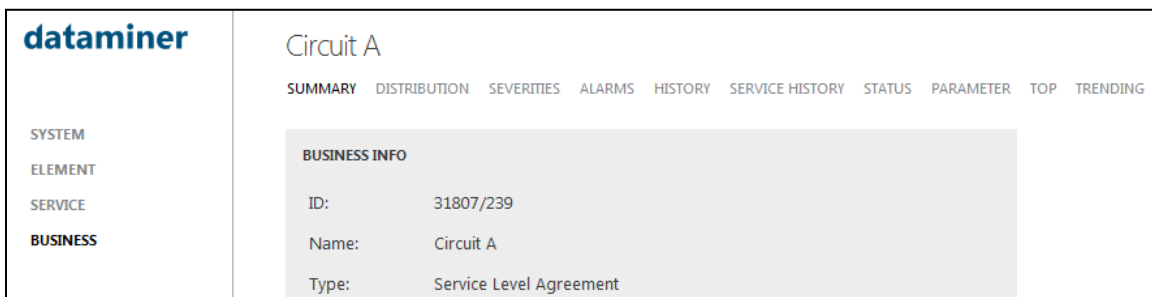 dataminer
SYSTEM
ELEMENT
SERVICE
BUSINESS
Circuit A
SUMMARY DISTRIBUTION SEVERITIES ALARMS HISTORY SERVICE HISTORY STATUS PARAMETER TOP TRENDING
BUSINESS INFO
ID: 31807/239
Name: Circuit A
Type: Service Level Agreement